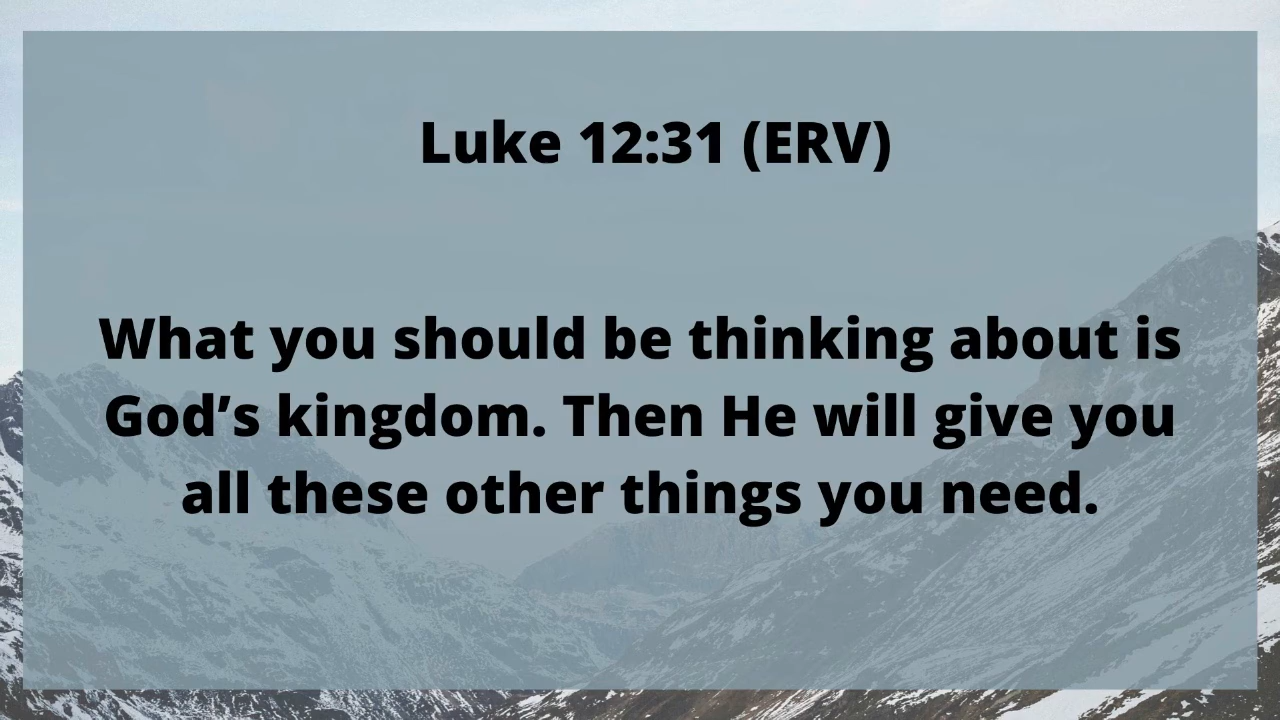 Luke 12:31 (ERV)
What you should be thinking about is
God’s kingdom. Then He will give you
all these other things you need.